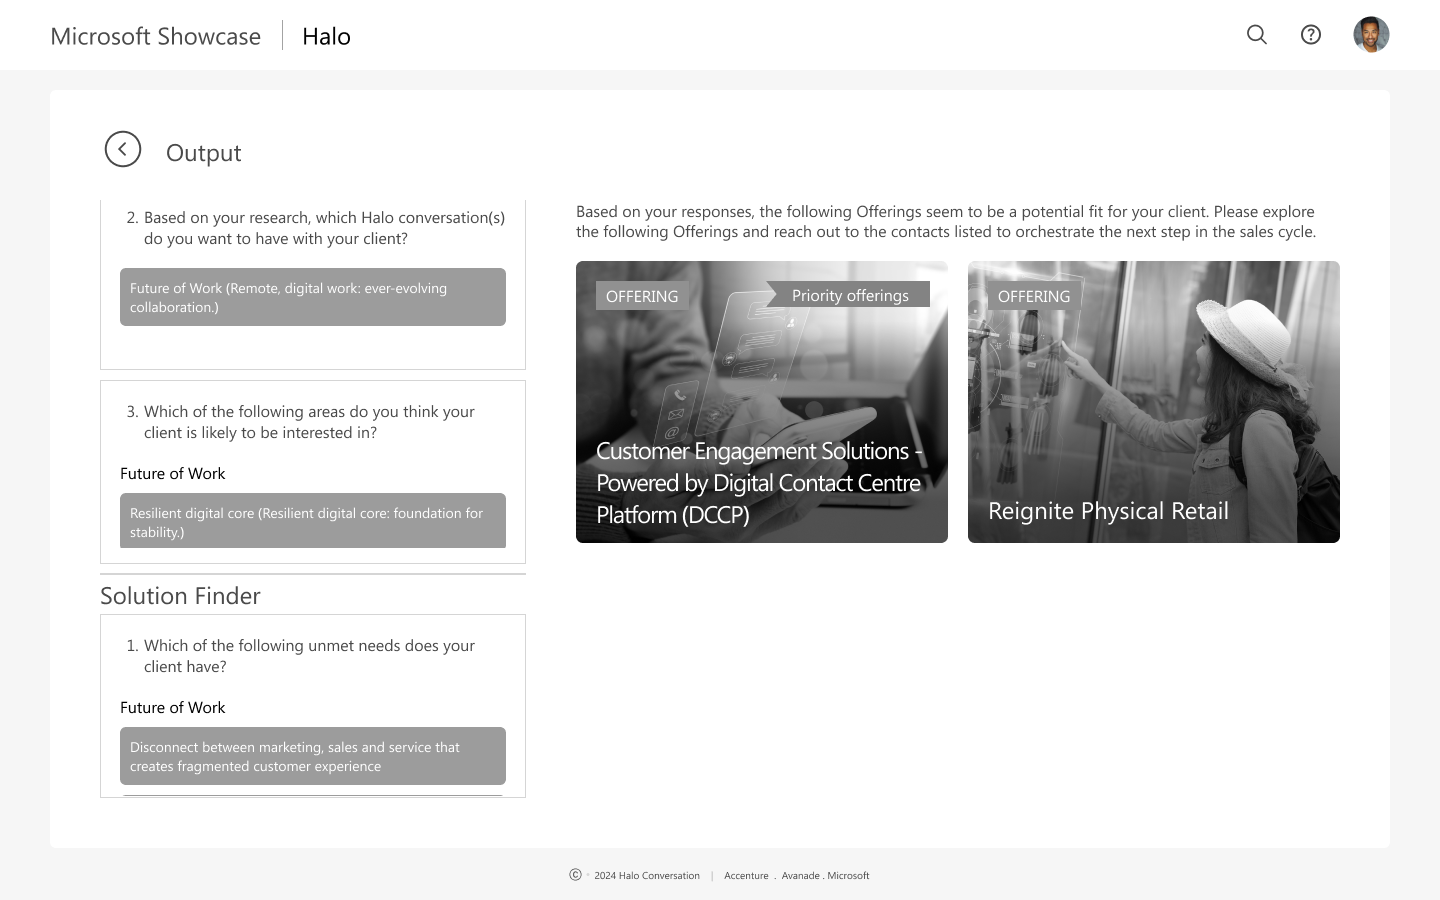 Microsoft Showcase | Halo
Output
2. Based on your research, which Halo conversation(s)
do you want to have with your client?
Future of Work (Remote, digital work: ever-evolving
collaboration.)
3. Which of the following areas do you think your
client is likely to be interested in?
Future of Work
Resilient digital core (Resilient digital core: foundation for
stability.)
Solution Finder
1. Which of the following unmet needs does your
client have?
Future of Work
Disconnect between marketing, sales and service that
creates fragmented customer experience
Based on your responses, the following Offerings seem to be a potential fit for your client. Please explore
the following Offerings and reach out to the contacts listed to orchestrate the next step in the sales cycle.
OFFERING
Priority offerings
Customer Engagement Solutions -
Powered by Digital Contact Centre
Platform (DCCP)
OFFERING
Reignite Physical Retail
© 2024 Halo Conversation | Accenture . Avanade . Microsoft